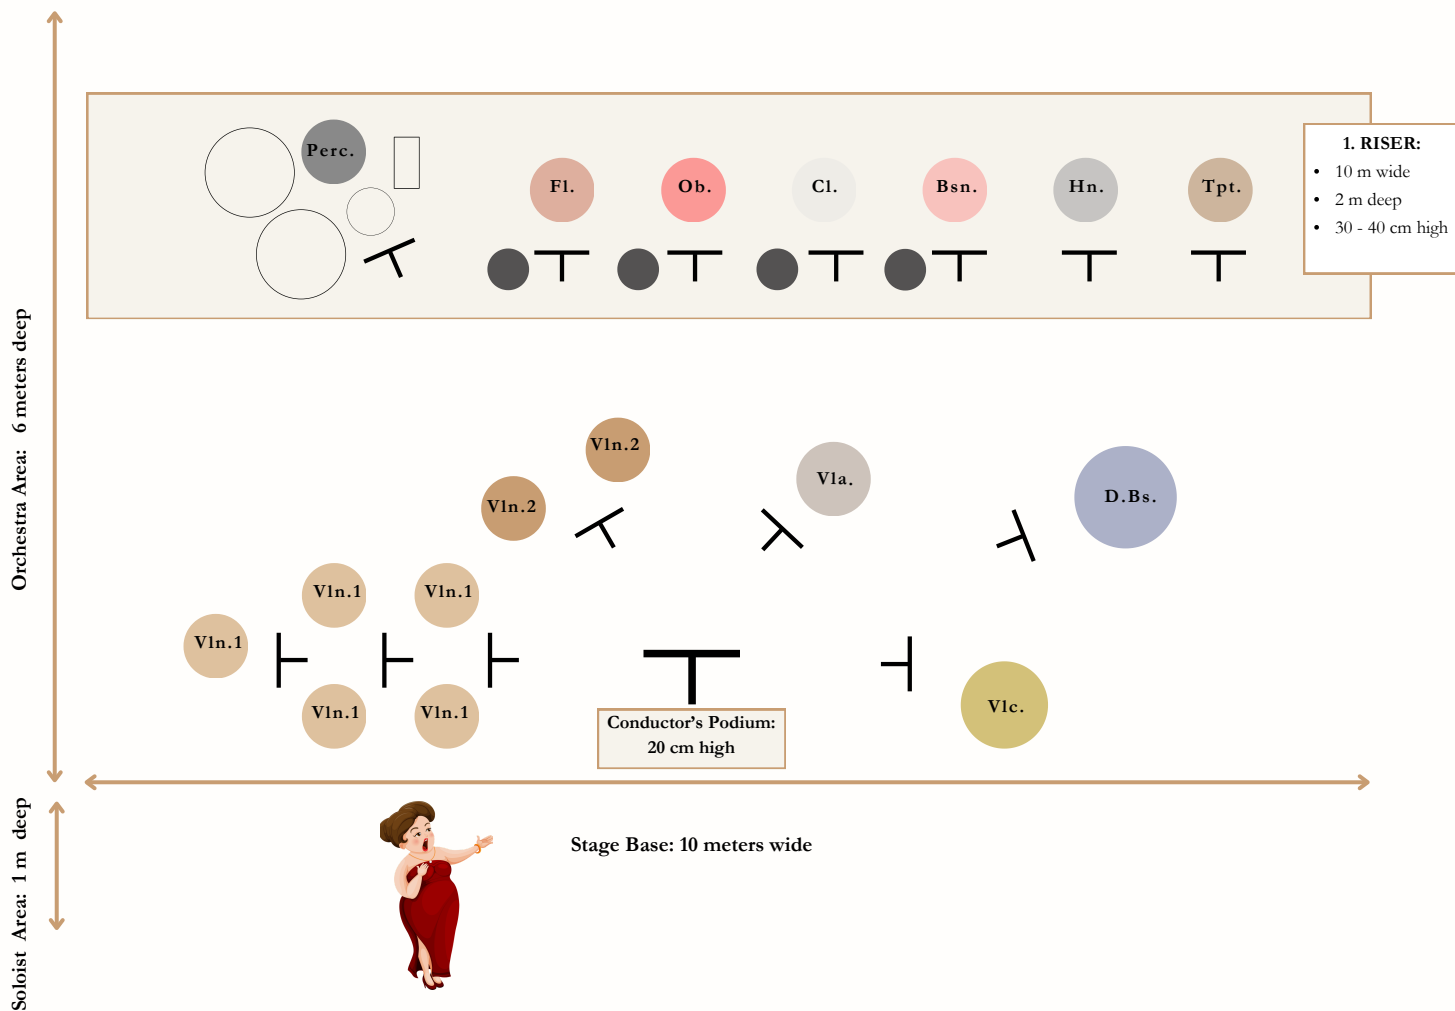 1. RISER:
• 10 m wide
• 2 m deep
• 30 - 40 cm high
Perc.
Fl.
Ob.
Cl.
Bsn.
Hn.
Tpt.
Orchestra Area: 6 meters deep
Vln.2
Vln.2
Vla.
D.Bs.
Vln.1
Vln.1
Vln.1
Vln.1
Vln.1
Vlc.
Conductor’s Podium:
20 cm high
Soloist Area: 1 m deep
Stage Base: 10 meters wide